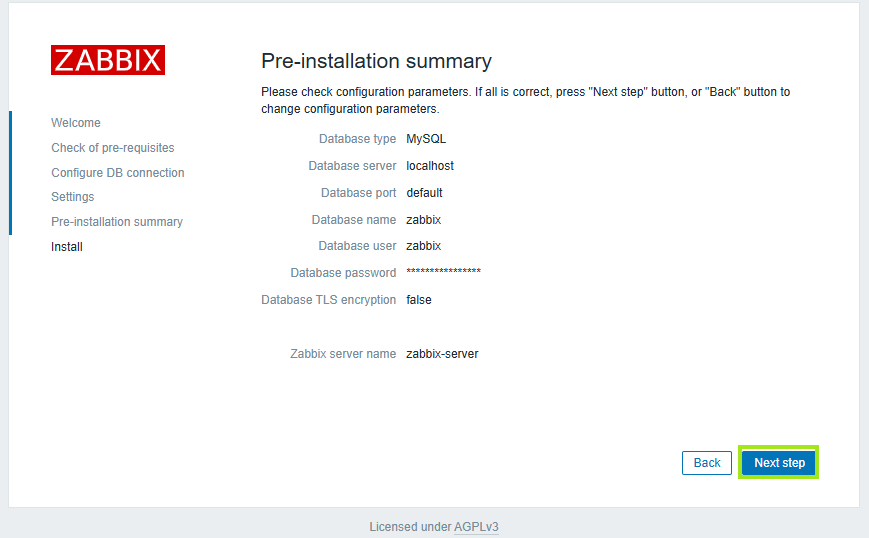 ZABBIX
Welcome
Check of pre-requisites
Configure DB connection
Settings
Pre-installation summary
Install
Pre-installation summary
Please check configuration parameters. If all is correct, press "Next step" button, or "Back" button to
change configuration parameters.
Database type MySQL
Database server localhost
Database port default
Database name zabbix
Database user zabbix
Database password ****************
Database TLS encryption false
Zabbix server name zabbix-server
Back Next step
Licensed under AGPLv3